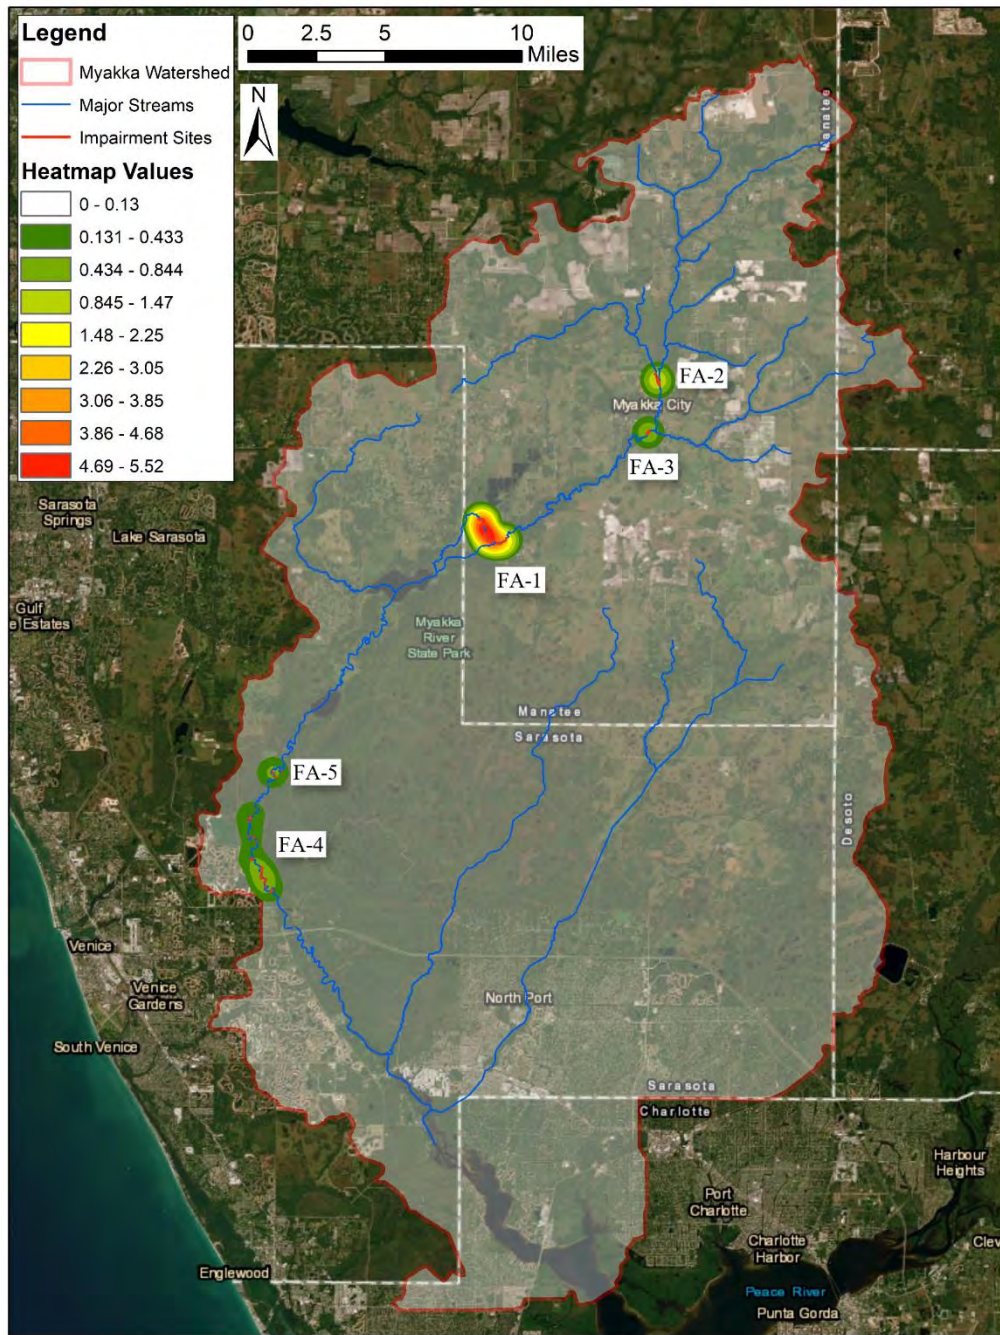 Legend
Myakka Watershed
Major Streams
Impairment Sites
Heatmap Values
0 - 0.13
0.131 - 0.433
0.434 - 0.844
0.845 - 1.47
1.48 - 2.25
2.26 - 3.05
3.06 - 3.85
3.86 - 4.68
4.69 - 5.52
0 2.5 5 10
Miles
N
Manatee
FA-2
Myakka City
FA-3
Sarasota
Springs
Lake Sarasota
FA-1
Gulf
e Estates
Myakka
River
State Park
Manatee
Sarasota
FA-5
Desoto
FA-4
Venice
Venice
Gardens
North Port
South Venice
Sarasota
Charlotte
Harbour
Heights
Port
Charlotte
Charlotte
Harbor
Clev
Englewood
Peace River
Punta Gorda